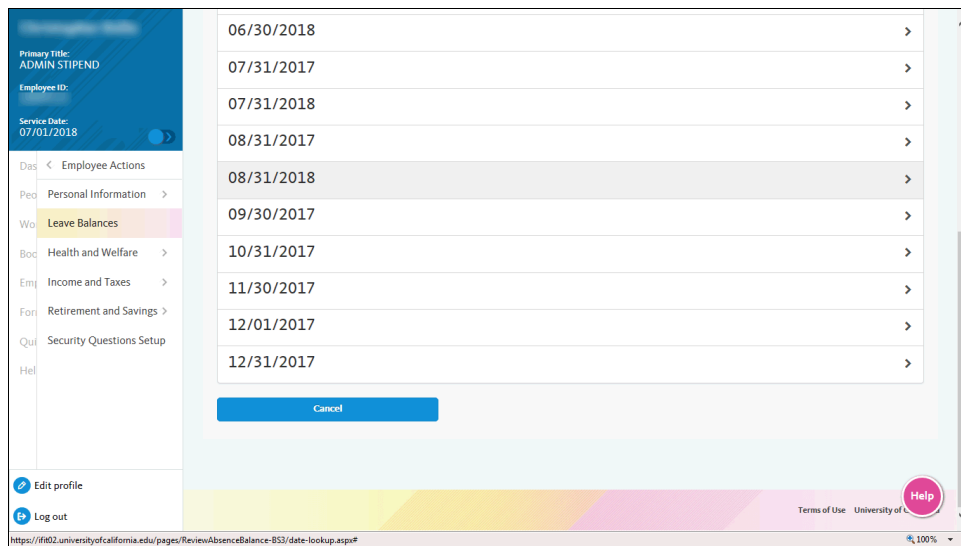 Primary Title:
ADMIN STIPEND
Employee ID:
Service Date:
07/01/2018
Employee Actions
Personal Information
Leave Balances
Health and Welfare
Income and Taxes
Retirement and Savings
Security Questions Setup
Das
Peo
Wo
Boo
Emp
For
Qui
Hel
Edit profile
Log out
06/30/2018
07/31/2017
07/31/2018
08/31/2017
08/31/2018
09/30/2017
10/31/2017
11/30/2017
12/01/2017
12/31/2017
Cancel
Help
Terms of Use University of
https://ifit02.universityofcalifornia.edu/pages/ReviewAbsenceBalance-BS3/date-lookup.aspx#
100%